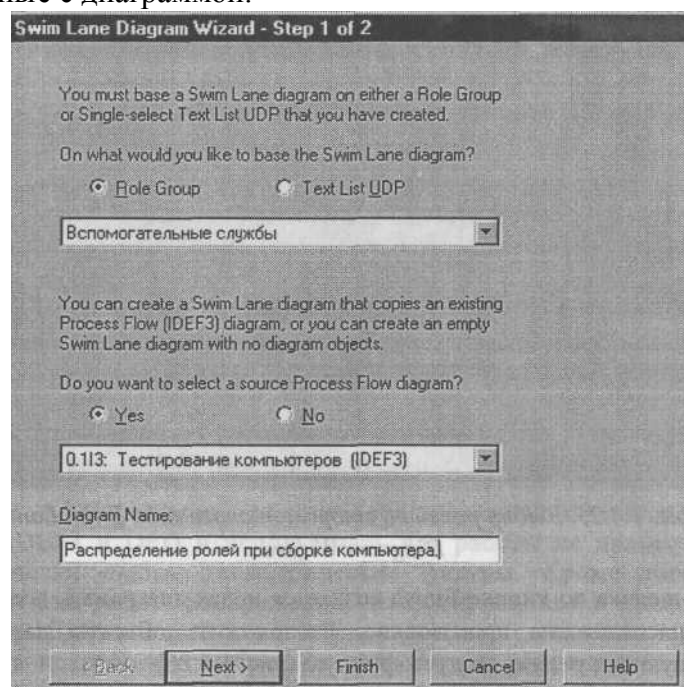 ные с диаграммой.
Swim Lane Diagram Wizard - Step 1 of 2
You must base a Swim Lane diagram on either a Role Group
or Single-select Text List UDP that you have created.
On what would you like to base the Swim Lane diagram?
Role Group Text List UDP
Вспомогательные службы
You can create a Swim Lane diagram that copies an existing
Process Flow (IDEF3) diagram, or you can create an empty
Swim Lane diagram with no diagram objects.
Do you want to select a source Process Flow diagram?
Yes No
0.1I3: Тестирование компьютеров (IDEF3)
Diagram Name:
Распределение ролей при сборке компьютера
< Back Next > Finish Cancel Help